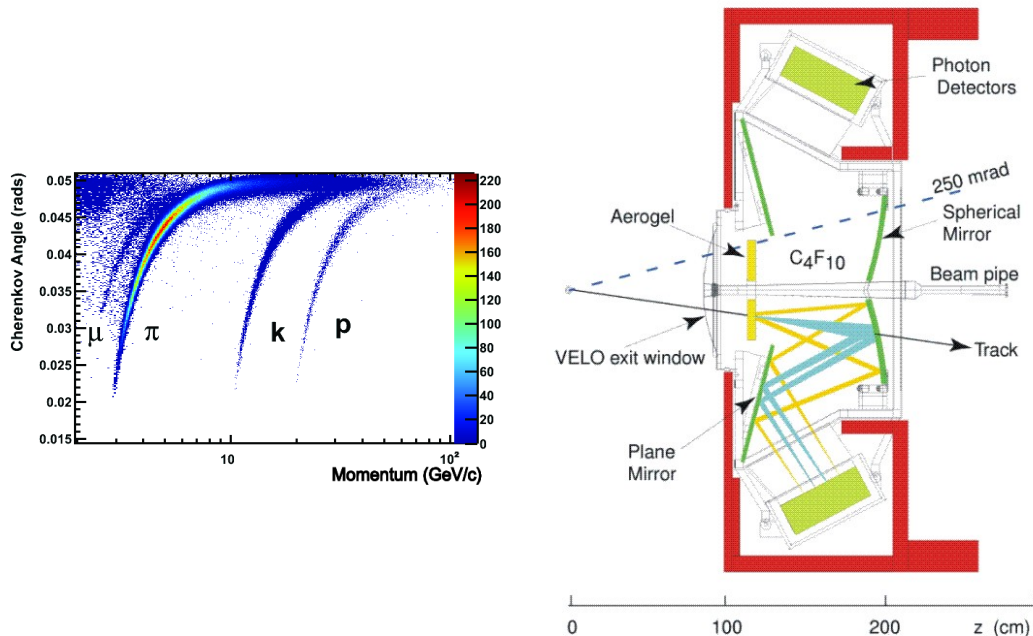 Cherenkov Angle (rads)
0.05
0.045
0.04
0.035
0.03
0.025
0.02
0.015
μ
π
k
p
10
10²
Momentum (GeV/c)
220
200
180
160
140
120
100
80
60
40
20
0
Photon
Detectors
250 mrad
Aerogel
Spherical
Mirror
C₄F₁₀
Beam pipe
VELO exit window
Track
Plane
Mirror
0
100
200
z (cm)